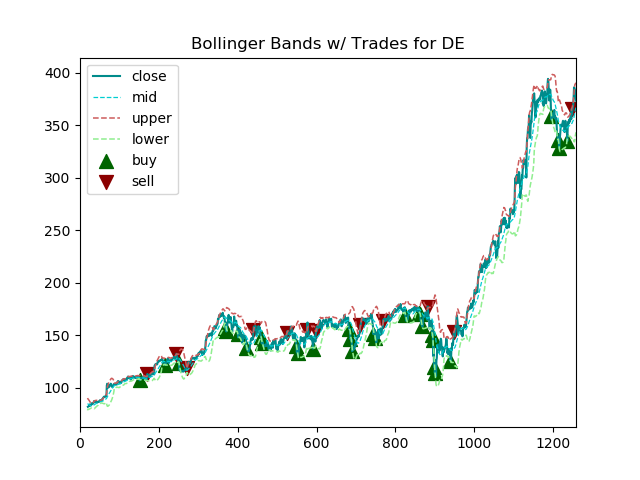 Bollinger Bands w/ Trades for DE
close
mid
upper
lower
buy
sell
400
350
300
250
200
150
100
0 200 400 600 800 1000 1200